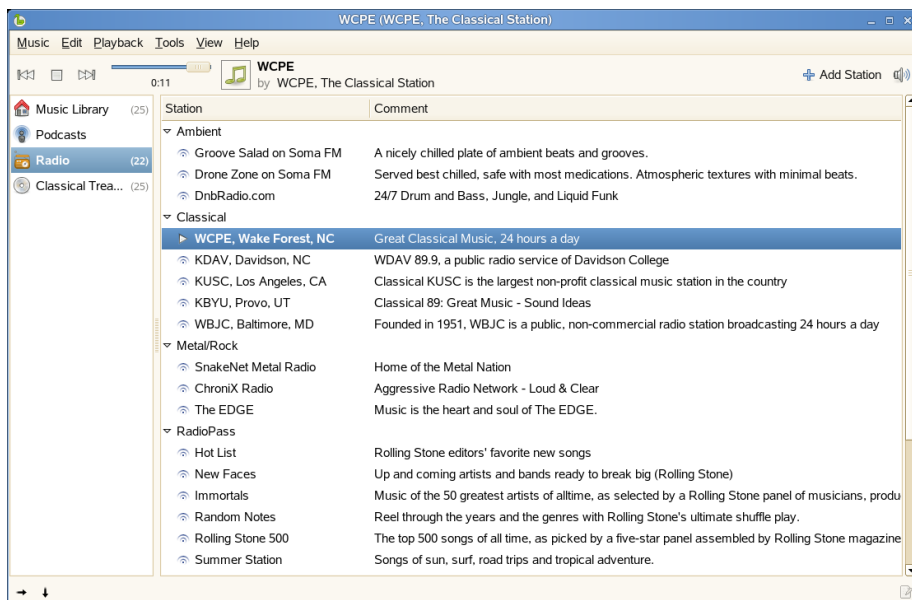 WCPE (WCPE, The Classical Station)
Music Edit Playback Tools View Help
WCPE
0:11 by WCPE, The Classical Station
Add Station
Music Library (25)
Podcasts
Radio (22)
Classical Trea... (25)
Station Comment
Ambient
Groove Salad on Soma FM A nicely chilled plate of ambient beats and grooves.
Drone Zone on Soma FM Served best chilled, safe with most medications. Atmospheric textures with minimal beats.
DnbRadio.com 24/7 Drum and Bass, Jungle, and Liquid Funk
Classical
WCPE, Wake Forest, NC Great Classical Music, 24 hours a day
KDAV, Davidson, NC WDAV 89.9, a public radio service of Davidson College
KUSC, Los Angeles, CA Classical KUSC is the largest non-profit classical music station in the country
KBYU, Provo, UT Classical 89: Great Music - Sound Ideas
WBJC, Baltimore, MD Founded in 1951, WBJC is a public, non-commercial radio station broadcasting 24 hours a day
Metal/Rock
SnakeNet Metal Radio Home of the Metal Nation
ChroniX Radio Aggressive Radio Network - Loud & Clear
The EDGE Music is the heart and soul of The EDGE.
RadioPass
Hot List Rolling Stone editors' favorite new songs
New Faces Up and coming artists and bands ready to break big (Rolling Stone)
Immortals Music of the 50 greatest artists of alltime, as selected by a Rolling Stone panel of musicians, produ
Random Notes Reel through the years and the genres with Rolling Stone's ultimate shuffle play.
Rolling Stone 500 The top 500 songs of all time, as picked by a five-star panel assembled by Rolling Stone magazine
Summer Station Songs of sun, surf, road trips and tropical adventure.